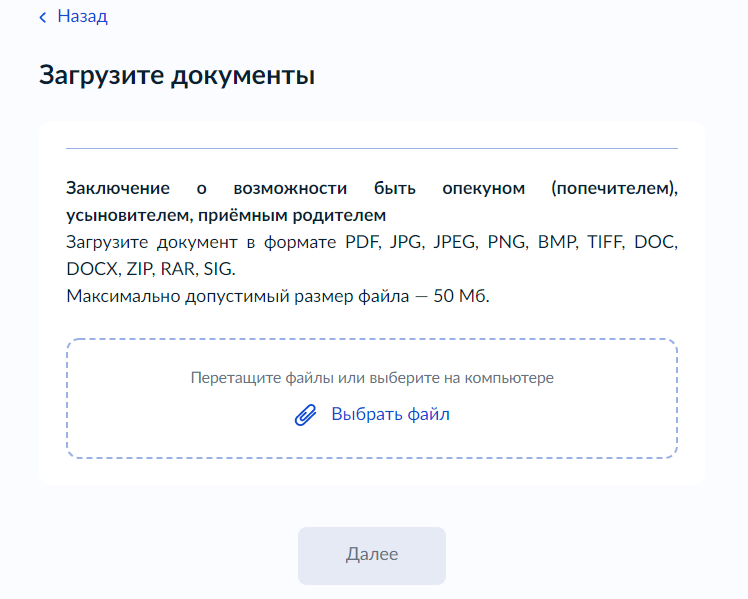 Назад
Загрузите документы
Заключение о возможности быть опекуном (попечителем),
усыновителем, приёмным родителем
Загрузите документ в формате PDF, JPG, JPEG, PNG, BMP, TIFF, DOC,
DOCX, ZIP, RAR, SIG.
Максимально допустимый размер файла — 50 Мб.
Перетащите файлы или выберите на компьютере
Выбрать файл
Далее